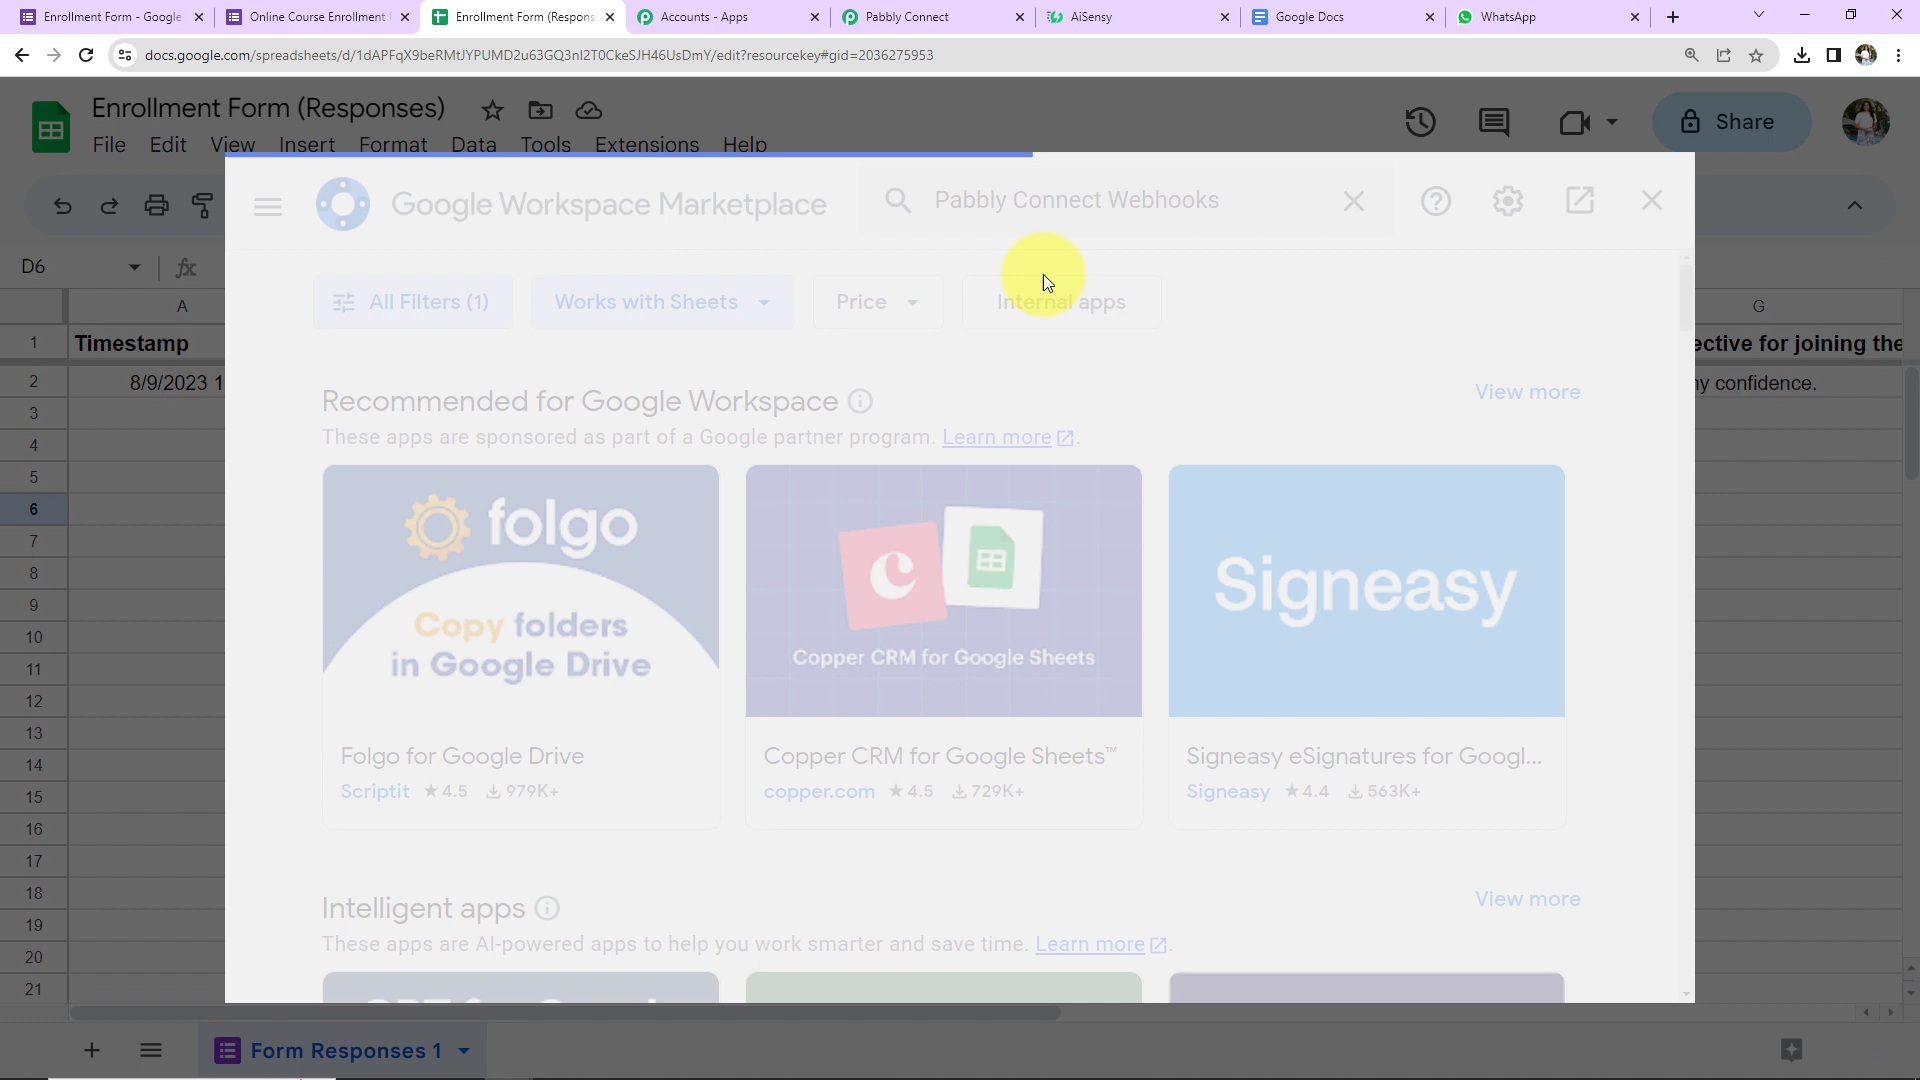 Enrollment Form - Google
Online Course Enrollment
Enrollment Form (Respons
Accounts - Apps
Pabbly Connect
AiSensy
Google Docs
WhatsApp
docs.google.com/spreadsheets/d/1dAPFqX9beRMtJYPUMD2u63GQ3nI2T0CkeSJH46UsDmY/edit?resourcekey#gid=2036275953
Enrollment Form (Responses)
Share
File Edit View Insert Format Data Tools Extensions Help
Google Workspace Marketplace
Pabbly Connect Webhooks
D6
fx
All Filters (1)
Works with Sheets
Price
Internal apps
A
G
1 Timestamp
ective for joining the
2 8/9/2023 1
ny confidence.
3
4
5
6
7
8
9
10
11
12
13
14
15
16
17
18
19
20
21
Recommended for Google Workspace
View more
These apps are sponsored as part of a Google partner program. Learn more.
folgo
Copy folders
in Google Drive
Copper CRM for Google Sheets
Signeasy
Folgo for Google Drive
Scriptit ★4.5 979K+
Copper CRM for Google Sheets™
copper.com ★4.5 729K+
Signeasy eSignatures for Googl...
Signeasy ★4.4 563K+
Intelligent apps
View more
These apps are AI-powered apps to help you work smarter and save time. Learn more.
Form Responses 1